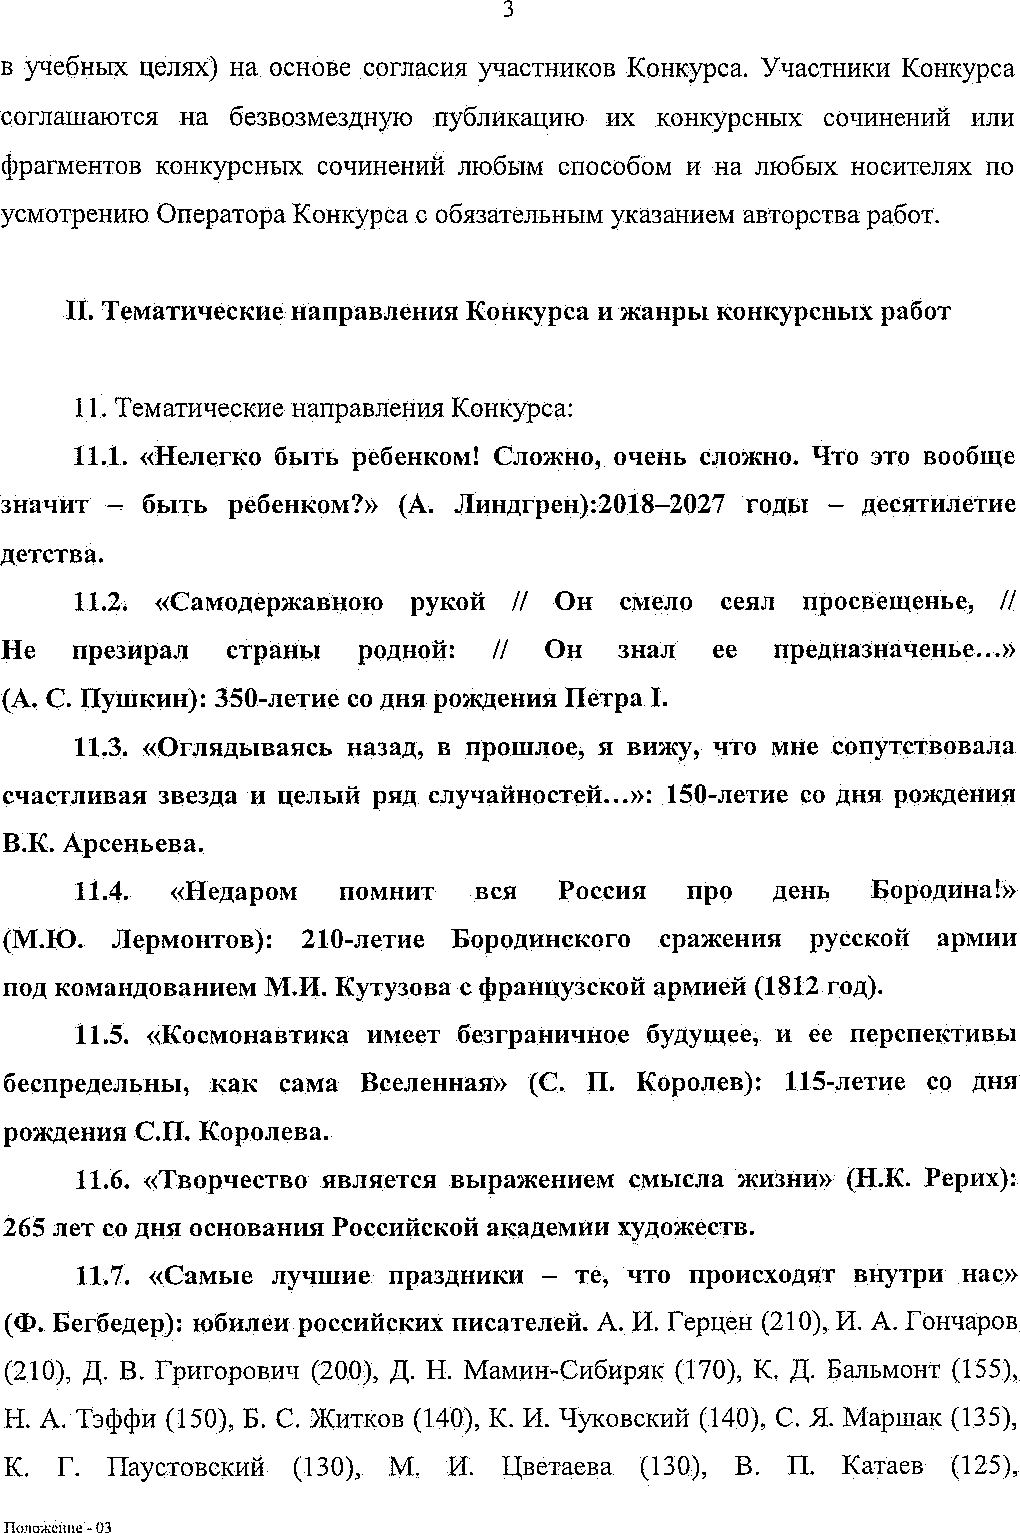 3
в учебных целях) на основе согласия участников Конкурса. Участники Конкурса
соглашаются на безвозмездную публикацию их конкурсных сочинений или
фрагментов конкурсных сочинений любым способом и на любых носителях по
усмотрению Оператора Конкурса с обязательным указанием авторства работ.
II. Тематические направления Конкурса и жанры конкурсных работ
11. Тематические направления Конкурса:
11.1. «Нелегко быть ребенком! Сложно, очень сложно. Что это вообще
значит – быть ребенком?» (А. Линдгрен):2018–2027 годы – десятилетие
детства.
11.2. «Самодержавною рукой // Он смело сеял просвещенье, //
Не презирал страны родной: // Он знал ее предназначенье...»
(А. С. Пушкин): 350-летие со дня рождения Петра I.
11.3. «Оглядываясь назад, в прошлое, я вижу, что мне сопутствовала
счастливая звезда и целый ряд случайностей...»: 150-летие со дня рождения
В.К. Арсеньева.
11.4. «Недаром помнит вся Россия про день Бородина!»
(М.Ю. Лермонтов): 210-летие Бородинского сражения русской армии
под командованием М.И. Кутузова с французской армией (1812 год).
11.5. «Космонавтика имеет безграничное будущее, и ее перспективы
беспредельны, как сама Вселенная» (С. П. Королев): 115-летие со дня
рождения С.П. Королева.
11.6. «Творчество является выражением смысла жизни» (Н.К. Рерих):
265 лет со дня основания Российской академии художеств.
11.7. «Самые лучшие праздники – те, что происходят внутри нас»
(Ф. Бегбедер): юбилеи российских писателей. А. И. Герцен (210), И. А. Гончаров
(210), Д. В. Григорович (200), Д. Н. Мамин-Сибиряк (170), К. Д. Бальмонт (155),
Н. А. Тэффи (150), Б. С. Житков (140), К. И. Чуковский (140), С. Я. Маршак (135),
К. Г. Паустовский (130), М. И. Цветаева (130), В. П. Катаев (125),
Положение - 03